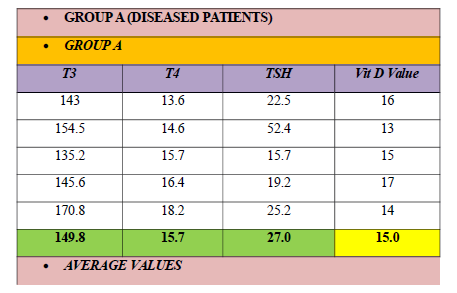 • GROUP A (DISEASED PATIENTS)
• GROUP A
T3 T4 TSH Vit D Value
143 13.6 22.5 16
154.5 14.6 52.4 13
135.2 15.7 15.7 15
145.6 16.4 19.2 17
170.8 18.2 25.2 14
149.8 15.7 27.0 15.0
• AVERAGE VALUES